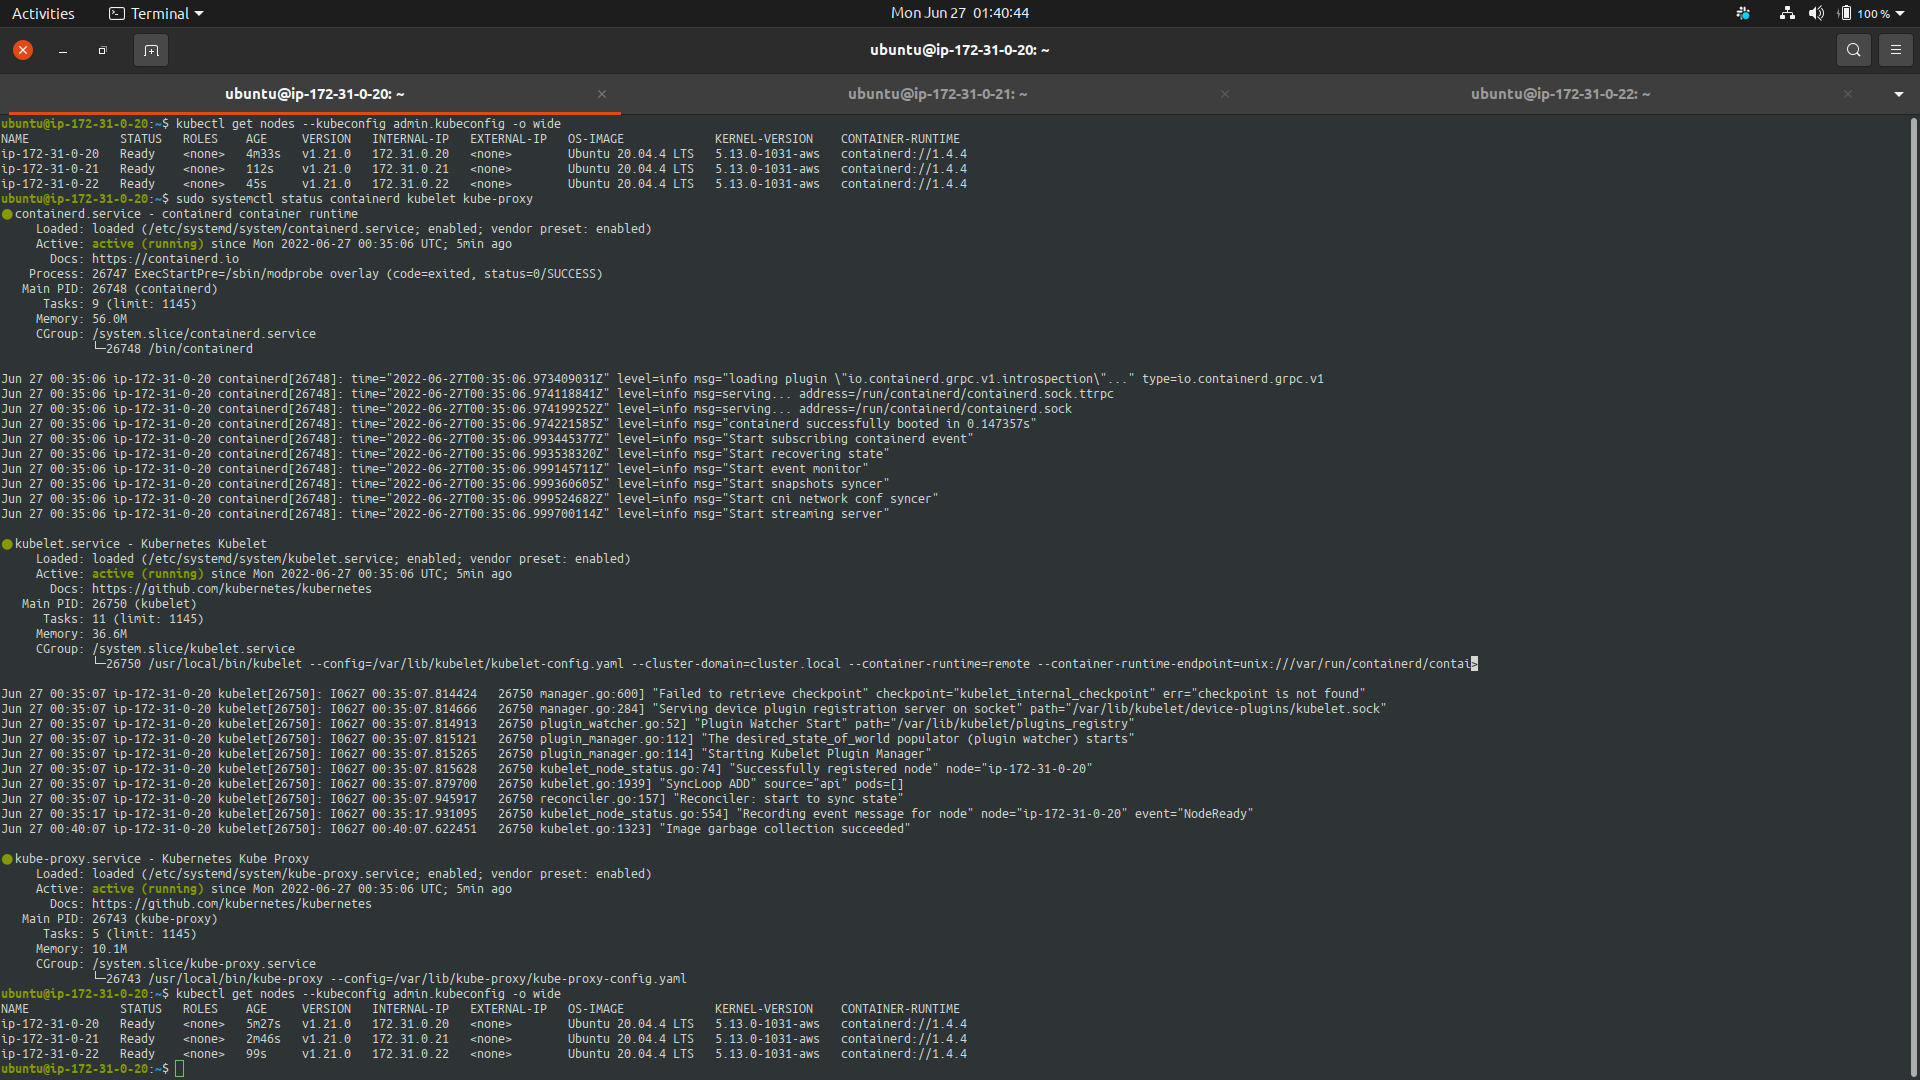 Activities Terminal Mon Jun 27 01:40:44 100 %
ubuntu@ip-172-31-0-20: ~
ubuntu@ip-172-31-0-20: ~ ubuntu@ip-172-31-0-21: ~ ubuntu@ip-172-31-0-22: ~
ubuntu@ip-172-31-0-20:~$ kubectl get nodes --kubeconfig admin.kubeconfig -o wide
NAME STATUS ROLES AGE VERSION INTERNAL-IP EXTERNAL-IP OS-IMAGE KERNEL-VERSION CONTAINER-RUNTIME
ip-172-31-0-20 Ready <none> 4m33s v1.21.0 172.31.0.20 <none> Ubuntu 20.04.4 LTS 5.13.0-1031-aws containerd://1.4.4
ip-172-31-0-21 Ready <none> 112s v1.21.0 172.31.0.21 <none> Ubuntu 20.04.4 LTS 5.13.0-1031-aws containerd://1.4.4
ip-172-31-0-22 Ready <none> 45s v1.21.0 172.31.0.22 <none> Ubuntu 20.04.4 LTS 5.13.0-1031-aws containerd://1.4.4
ubuntu@ip-172-31-0-20:~$ sudo systemctl status containerd kubelet kube-proxy
● containerd.service - containerd container runtime
Loaded: loaded (/etc/systemd/system/containerd.service; enabled; vendor preset: enabled)
Active: active (running) since Mon 2022-06-27 00:35:06 UTC; 5min ago
Docs: https://containerd.io
Process: 26747 ExecStartPre=/sbin/modprobe overlay (code=exited, status=0/SUCCESS)
Main PID: 26748 (containerd)
Tasks: 9 (limit: 1145)
Memory: 56.0M
CGroup: /system.slice/containerd.service
└─26748 /bin/containerd
Jun 27 00:35:06 ip-172-31-0-20 containerd[26748]: time="2022-06-27T00:35:06.973409031Z" level=info msg="loading plugin \"io.containerd.grpc.v1.introspection\"..." type=io.containerd.grpc.v1
Jun 27 00:35:06 ip-172-31-0-20 containerd[26748]: time="2022-06-27T00:35:06.974118841Z" level=info msg=serving... address=/run/containerd/containerd.sock.ttrpc
Jun 27 00:35:06 ip-172-31-0-20 containerd[26748]: time="2022-06-27T00:35:06.974199252Z" level=info msg=serving... address=/run/containerd/containerd.sock
Jun 27 00:35:06 ip-172-31-0-20 containerd[26748]: time="2022-06-27T00:35:06.974221585Z" level=info msg="containerd successfully booted in 0.147357s"
Jun 27 00:35:06 ip-172-31-0-20 containerd[26748]: time="2022-06-27T00:35:06.993445377Z" level=info msg="Start subscribing containerd event"
Jun 27 00:35:06 ip-172-31-0-20 containerd[26748]: time="2022-06-27T00:35:06.993538320Z" level=info msg="Start recovering state"
Jun 27 00:35:06 ip-172-31-0-20 containerd[26748]: time="2022-06-27T00:35:06.999145711Z" level=info msg="Start event monitor"
Jun 27 00:35:06 ip-172-31-0-20 containerd[26748]: time="2022-06-27T00:35:06.999360605Z" level=info msg="Start snapshots syncer"
Jun 27 00:35:06 ip-172-31-0-20 containerd[26748]: time="2022-06-27T00:35:06.999524682Z" level=info msg="Start cni network conf syncer"
Jun 27 00:35:06 ip-172-31-0-20 containerd[26748]: time="2022-06-27T00:35:06.999700114Z" level=info msg="Start streaming server"
● kubelet.service - Kubernetes Kubelet
Loaded: loaded (/etc/systemd/system/kubelet.service; enabled; vendor preset: enabled)
Active: active (running) since Mon 2022-06-27 00:35:06 UTC; 5min ago
Docs: https://github.com/kubernetes/kubernetes
Main PID: 26750 (kubelet)
Tasks: 11 (limit: 1145)
Memory: 36.6M
CGroup: /system.slice/kubelet.service
└─26750 /usr/local/bin/kubelet --config=/var/lib/kubelet/kubelet-config.yaml --cluster-domain=cluster.local --container-runtime=remote --container-runtime-endpoint=unix:///var/run/containerd/contai>
Jun 27 00:35:07 ip-172-31-0-20 kubelet[26750]: I0627 00:35:07.814424 26750 manager.go:600] "Failed to retrieve checkpoint" checkpoint="kubelet_internal_checkpoint" err="checkpoint is not found"
Jun 27 00:35:07 ip-172-31-0-20 kubelet[26750]: I0627 00:35:07.814666 26750 manager.go:284] "Serving device plugin registration server on socket" path="/var/lib/kubelet/device-plugins/kubelet.sock"
Jun 27 00:35:07 ip-172-31-0-20 kubelet[26750]: I0627 00:35:07.814913 26750 plugin_watcher.go:52] "Plugin Watcher Start" path="/var/lib/kubelet/plugins_registry"
Jun 27 00:35:07 ip-172-31-0-20 kubelet[26750]: I0627 00:35:07.815121 26750 plugin_manager.go:112] "The desired_state_of_world populator (plugin watcher) starts"
Jun 27 00:35:07 ip-172-31-0-20 kubelet[26750]: I0627 00:35:07.815265 26750 plugin_manager.go:114] "Starting Kubelet Plugin Manager"
Jun 27 00:35:07 ip-172-31-0-20 kubelet[26750]: I0627 00:35:07.815628 26750 kubelet_node_status.go:74] "Successfully registered node" node="ip-172-31-0-20"
Jun 27 00:35:07 ip-172-31-0-20 kubelet[26750]: I0627 00:35:07.879700 26750 kubelet.go:1939] "SyncLoop ADD" source="api" pods=[]
Jun 27 00:35:07 ip-172-31-0-20 kubelet[26750]: I0627 00:35:07.945917 26750 reconciler.go:157] "Reconciler: start to sync state"
Jun 27 00:35:17 ip-172-31-0-20 kubelet[26750]: I0627 00:35:17.931095 26750 kubelet_node_status.go:554] "Recording event message for node" node="ip-172-31-0-20" event="NodeReady"
Jun 27 00:40:07 ip-172-31-0-20 kubelet[26750]: I0627 00:40:07.622451 26750 kubelet.go:1323] "Image garbage collection succeeded"
● kube-proxy.service - Kubernetes Kube Proxy
Loaded: loaded (/etc/systemd/system/kube-proxy.service; enabled; vendor preset: enabled)
Active: active (running) since Mon 2022-06-27 00:35:06 UTC; 5min ago
Docs: https://github.com/kubernetes/kubernetes
Main PID: 26743 (kube-proxy)
Tasks: 5 (limit: 1145)
Memory: 10.1M
CGroup: /system.slice/kube-proxy.service
└─26743 /usr/local/bin/kube-proxy --config=/var/lib/kube-proxy/kube-proxy-config.yaml
ubuntu@ip-172-31-0-20:~$ kubectl get nodes --kubeconfig admin.kubeconfig -o wide
NAME STATUS ROLES AGE VERSION INTERNAL-IP EXTERNAL-IP OS-IMAGE KERNEL-VERSION CONTAINER-RUNTIME
ip-172-31-0-20 Ready <none> 5m27s v1.21.0 172.31.0.20 <none> Ubuntu 20.04.4 LTS 5.13.0-1031-aws containerd://1.4.4
ip-172-31-0-21 Ready <none> 2m46s v1.21.0 172.31.0.21 <none> Ubuntu 20.04.4 LTS 5.13.0-1031-aws containerd://1.4.4
ip-172-31-0-22 Ready <none> 99s v1.21.0 172.31.0.22 <none> Ubuntu 20.04.4 LTS 5.13.0-1031-aws containerd://1.4.4
ubuntu@ip-172-31-0-20:~$